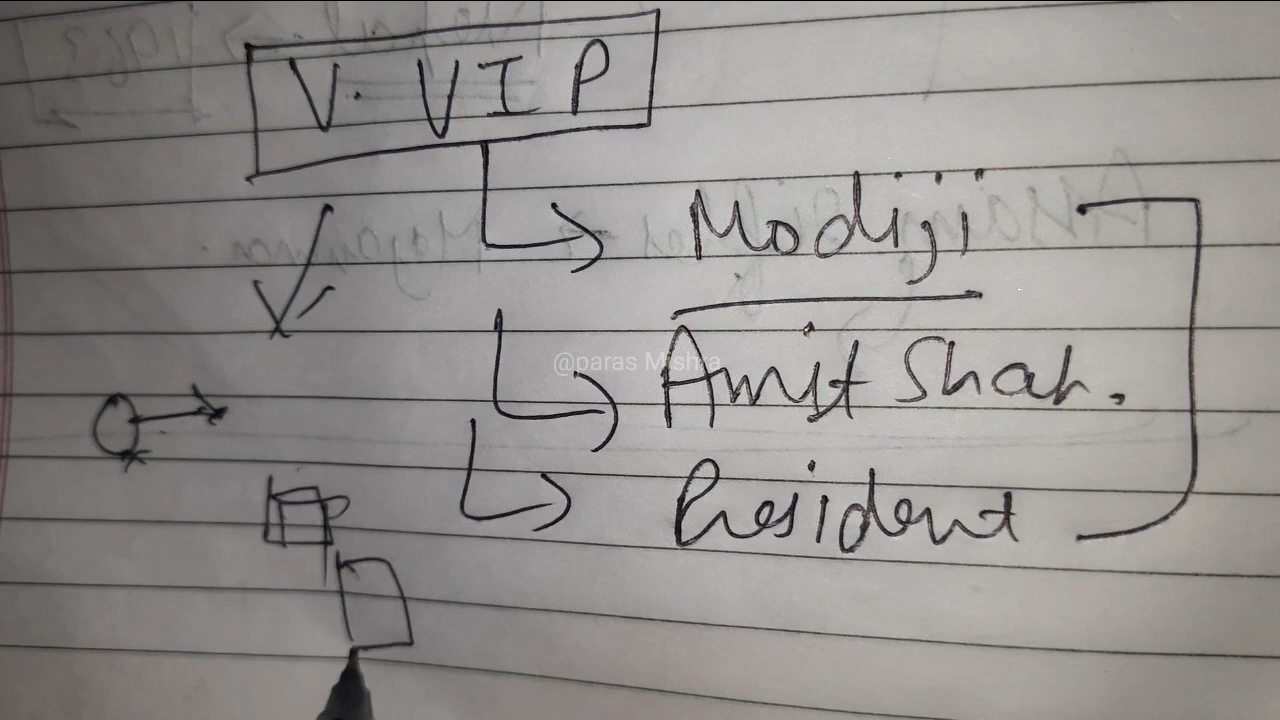 V. VIP
Modiji
@paras Mishra
Amit Shah.
President